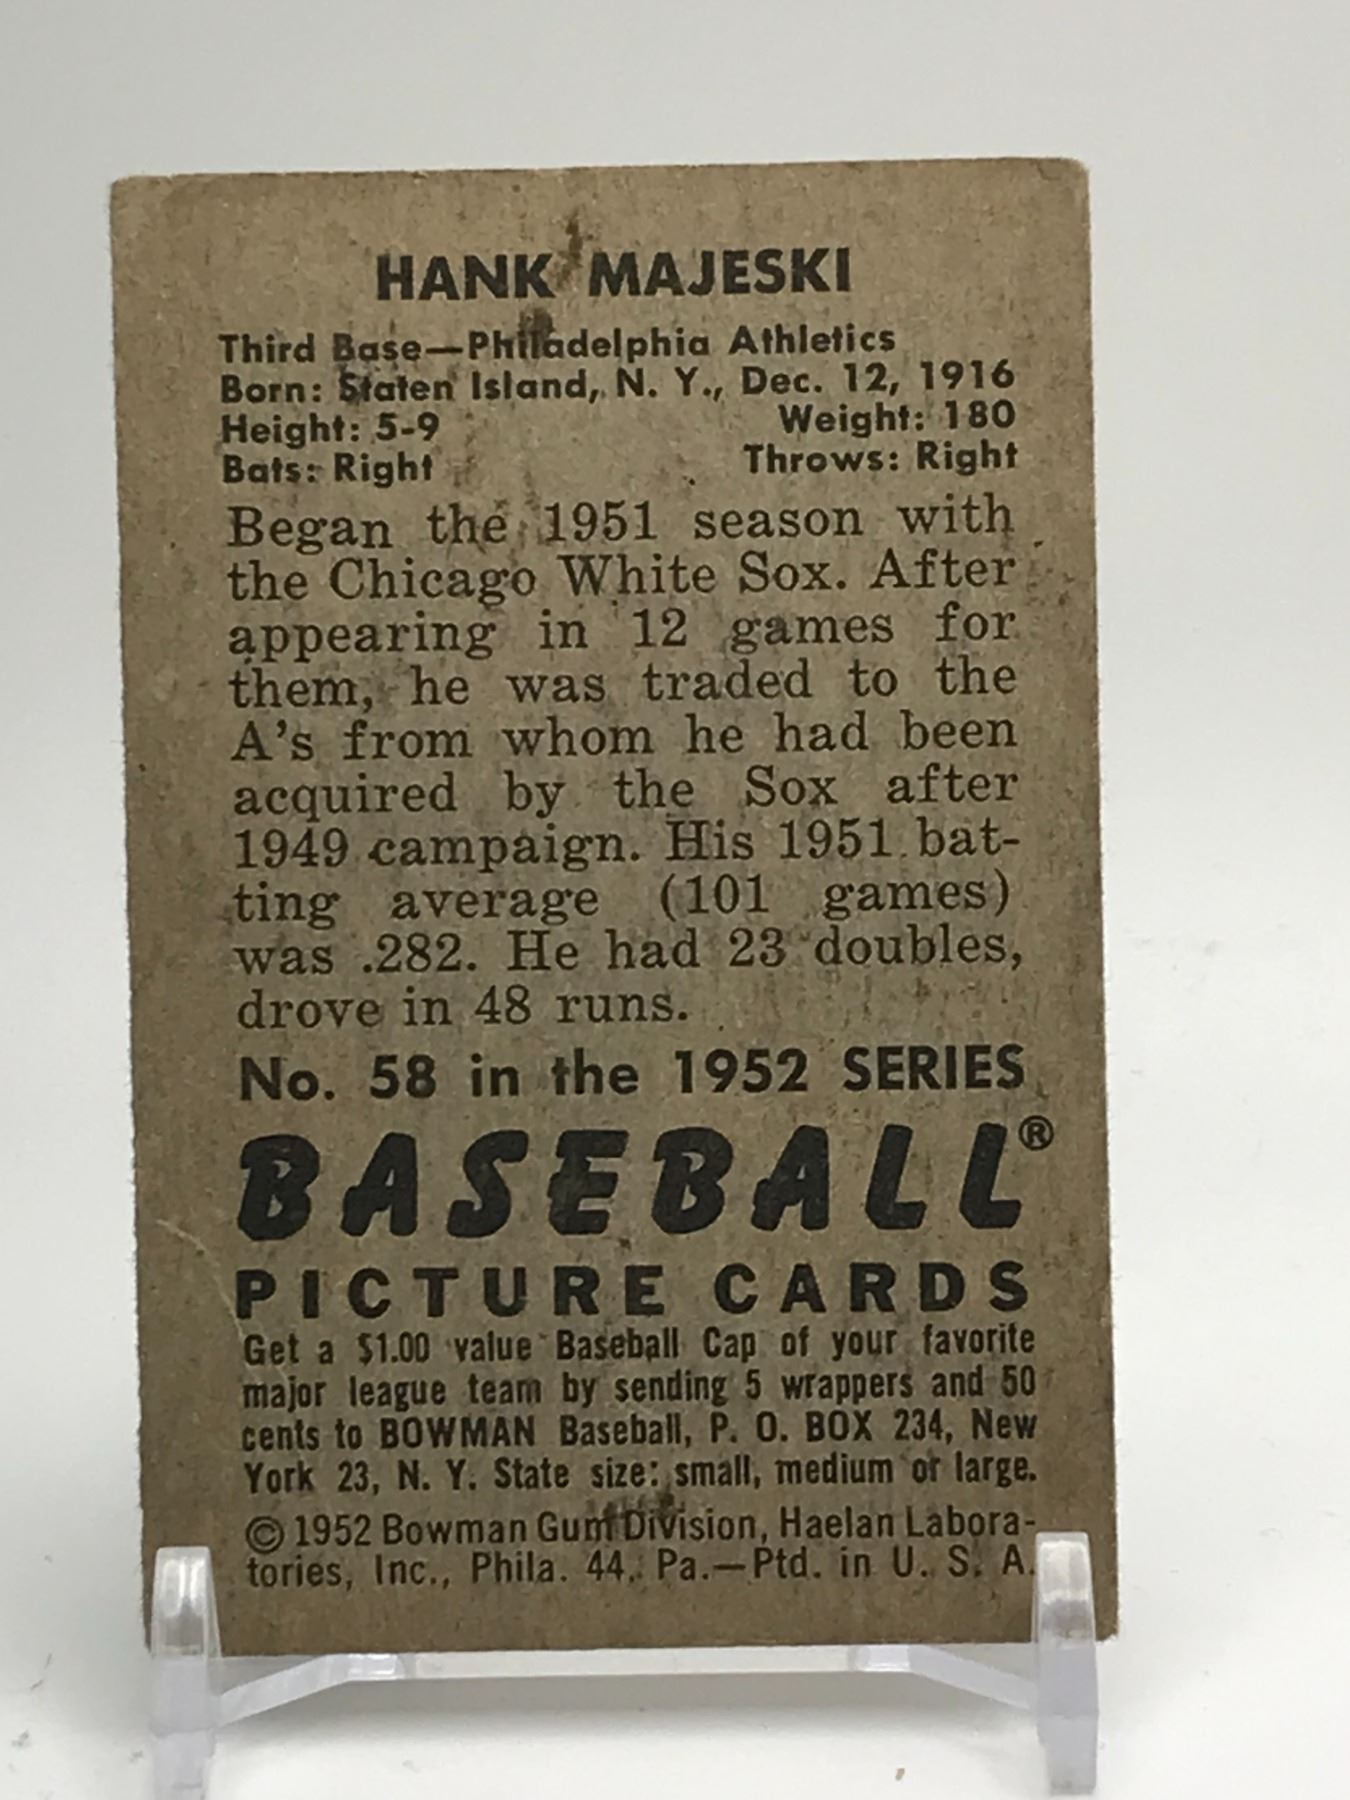 HANK MAJESKI
Third Base—Philadelphia Athletics
Born: Staten Island, N. Y., Dec. 12, 1916
Height: 5-9 Weight: 180
Bats: Right Throws: Right
Began the 1951 season with
the Chicago White Sox. After
appearing in 12 games for
them, he was traded to the
A's from whom he had been
acquired by the Sox after
1949 campaign. His 1951 bat-
ting average (101 games)
was .282. He had 23 doubles,
drove in 48 runs.
No. 58 in the 1952 SERIES
BASEBALL®
PICTURE CARDS
Get a $1.00 value Baseball Cap of your favorite
major league team by sending 5 wrappers and 50
cents to BOWMAN Baseball, P. O. BOX 234, New
York 23, N. Y. State size: small, medium or large.
© 1952 Bowman Gum Division, Haelan Labora-
tories, Inc., Phila. 44, Pa.—Ptd. in U. S. A.